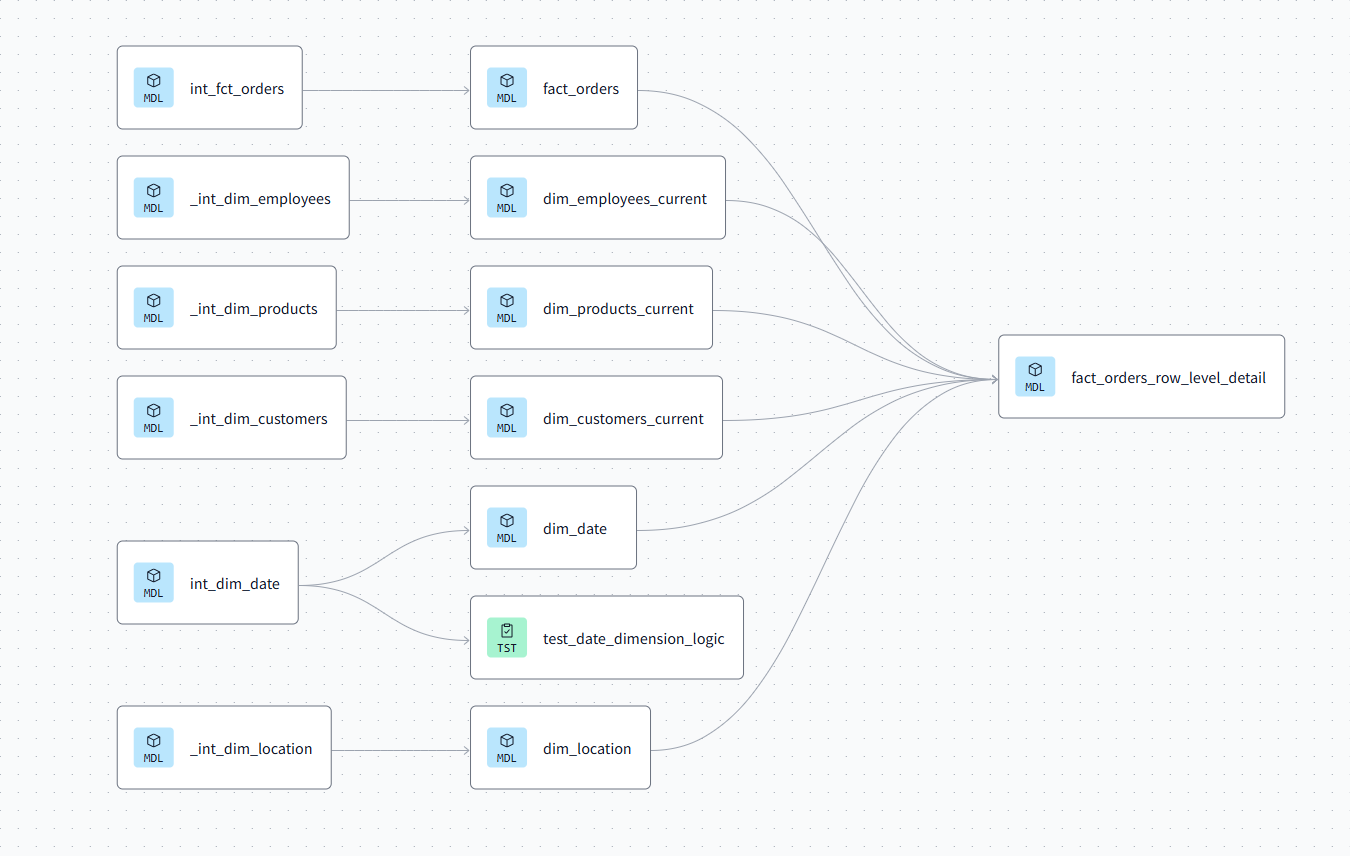 int_fct_orders
MDL
fact_orders
MDL
_int_dim_employees
MDL
dim_employees_current
MDL
_int_dim_products
MDL
dim_products_current
MDL
fact_orders_row_level_detail
MDL
_int_dim_customers
MDL
dim_customers_current
MDL
dim_date
MDL
int_dim_date
MDL
test_date_dimension_logic
TST
_int_dim_location
MDL
dim_location
MDL